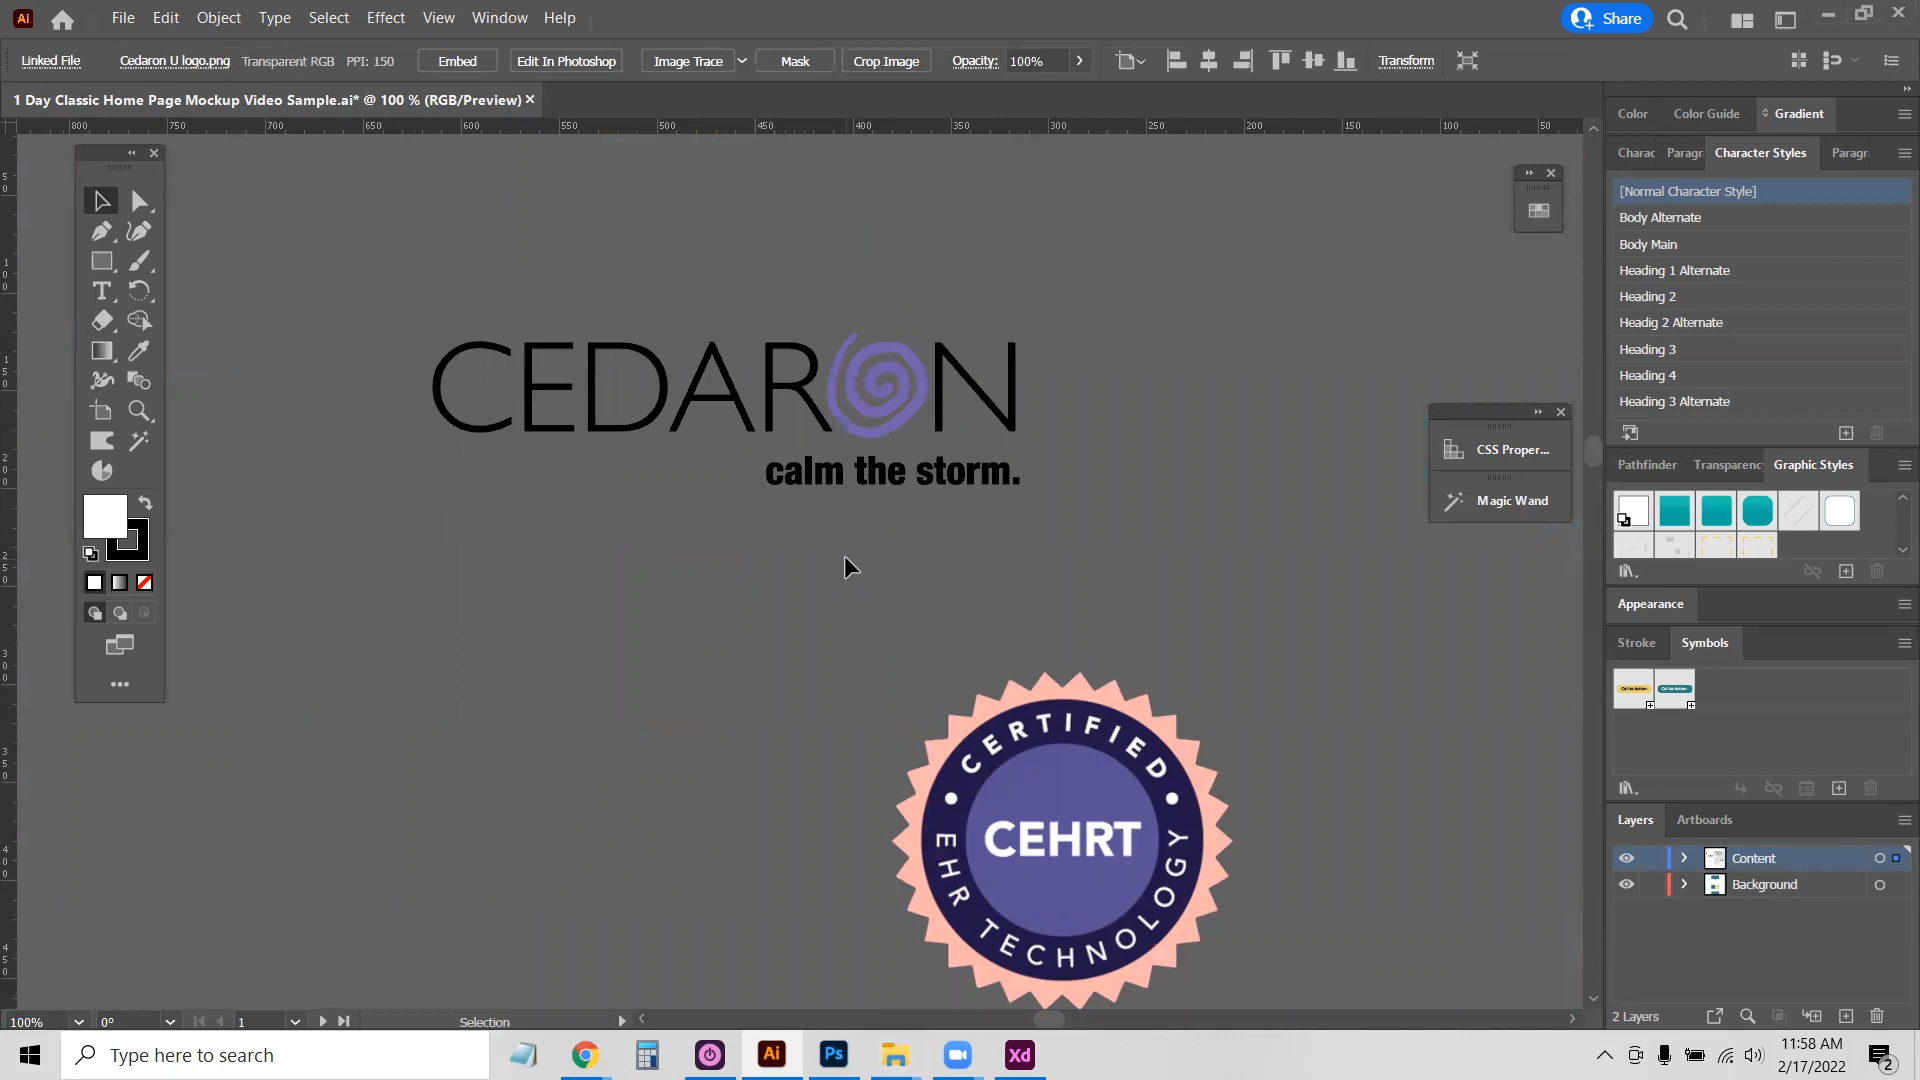 Ai
File Edit Object Type Select Effect View Window Help
Share
Linked File Cedaron U logo.png Transparent RGB PPI: 150 Embed Edit In Photoshop Image Trace Mask Crop Image Opacity: 100% Transform
1 Day Classic Home Page Mockup Video Sample.ai* @ 100 % (RGB/Preview)
800 750 700 650 600 550 500 450 400 350 300 250 200 150 100 50
Color Color Guide Gradient
Charac Paragr Character Styles Paragr
[Normal Character Style]
Body Alternate
Body Main
Heading 1 Alternate
Heading 2
Headig 2 Alternate
Heading 3
Heading 4
Heading 3 Alternate
CEDARON
calm the storm.
CSS Proper...
Magic Wand
Pathfinder Transparenc Graphic Styles
Appearance
Stroke Symbols
CERTIFIED
CEHRT
EHR TECHNOLOGY
Layers Artboards
Content
Background
2 Layers
100% 0° 1 Selection
Type here to search
Ai Ps Xd
11:58 AM
2/17/2022
2